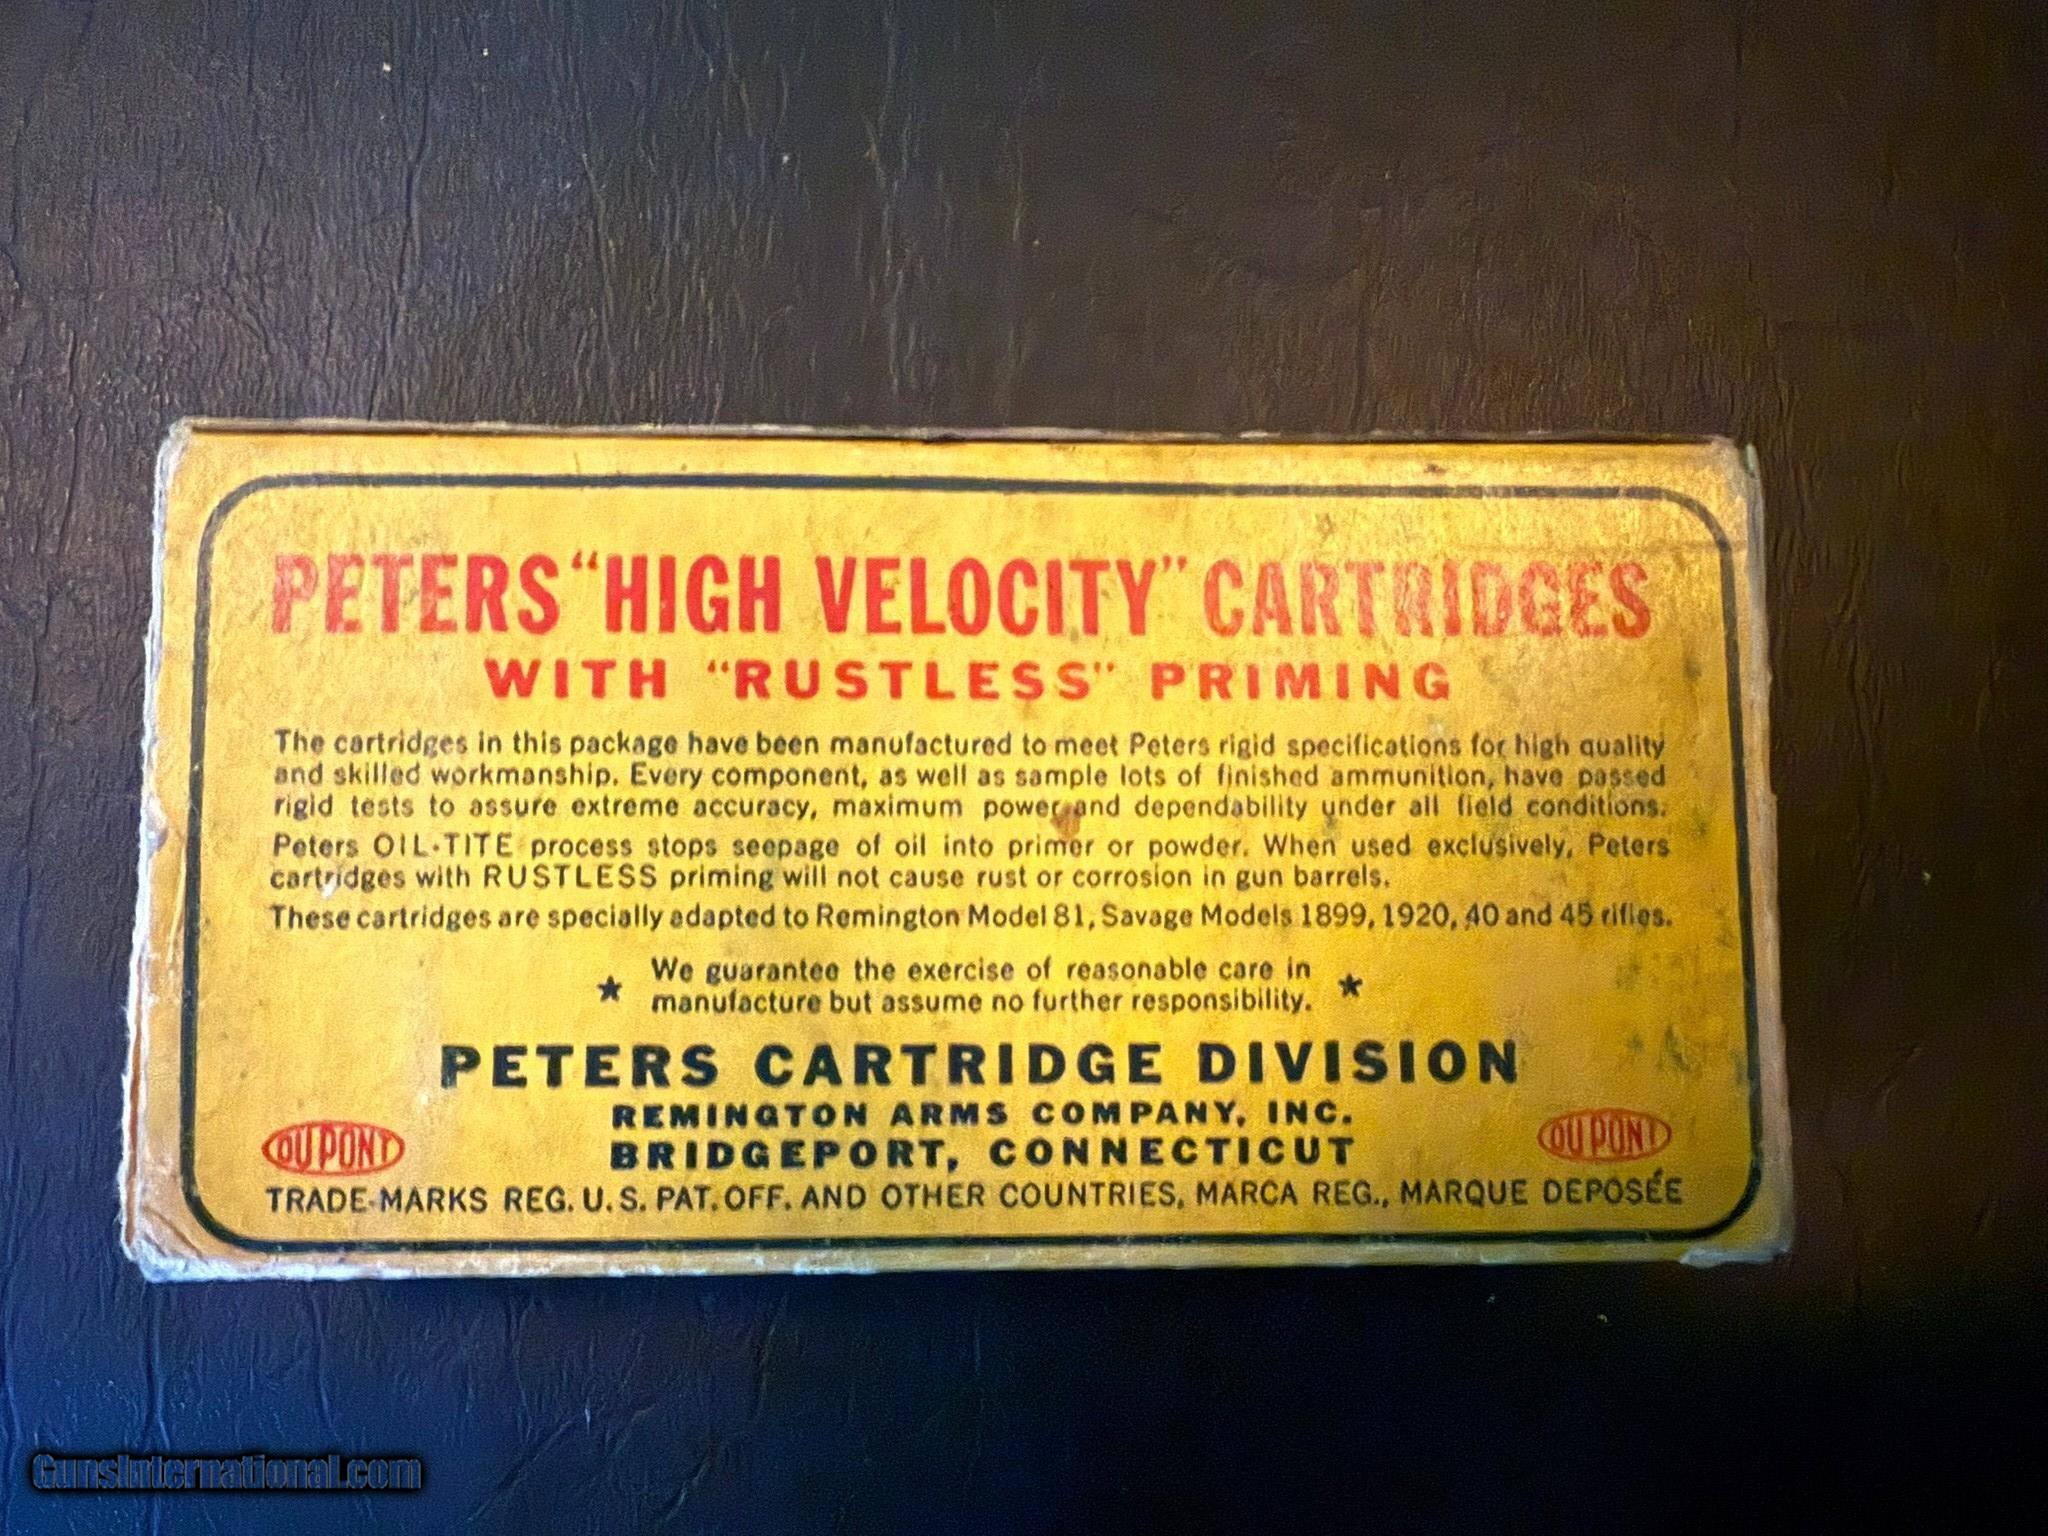 PETERS "HIGH VELOCITY" CARTRIDGES
WITH "RUSTLESS" PRIMING
The cartridges in this package have been manufactured to meet Peters rigid specifications for high quality
and skilled workmanship. Every component, as well as sample lots of finished ammunition, have passed
rigid tests to assure extreme accuracy, maximum power and dependability under all field conditions.
Peters OIL-TITE process stops seepage of oil into primer or powder. When used exclusively, Peters
cartridges with RUSTLESS priming will not cause rust or corrosion in gun barrels.
These cartridges are specially adapted to Remington Model 81, Savage Models 1899, 1920, 40 and 45 rifles.
★ We guarantee the exercise of reasonable care in ★
manufacture but assume no further responsibility.
PETERS CARTRIDGE DIVISION
REMINGTON ARMS COMPANY, INC.
DU PONT BRIDGEPORT, CONNECTICUT DU PONT
TRADE-MARKS REG. U. S. PAT. OFF. AND OTHER COUNTRIES, MARCA REG., MARQUE DEPOSÉE
GunsInternational.com